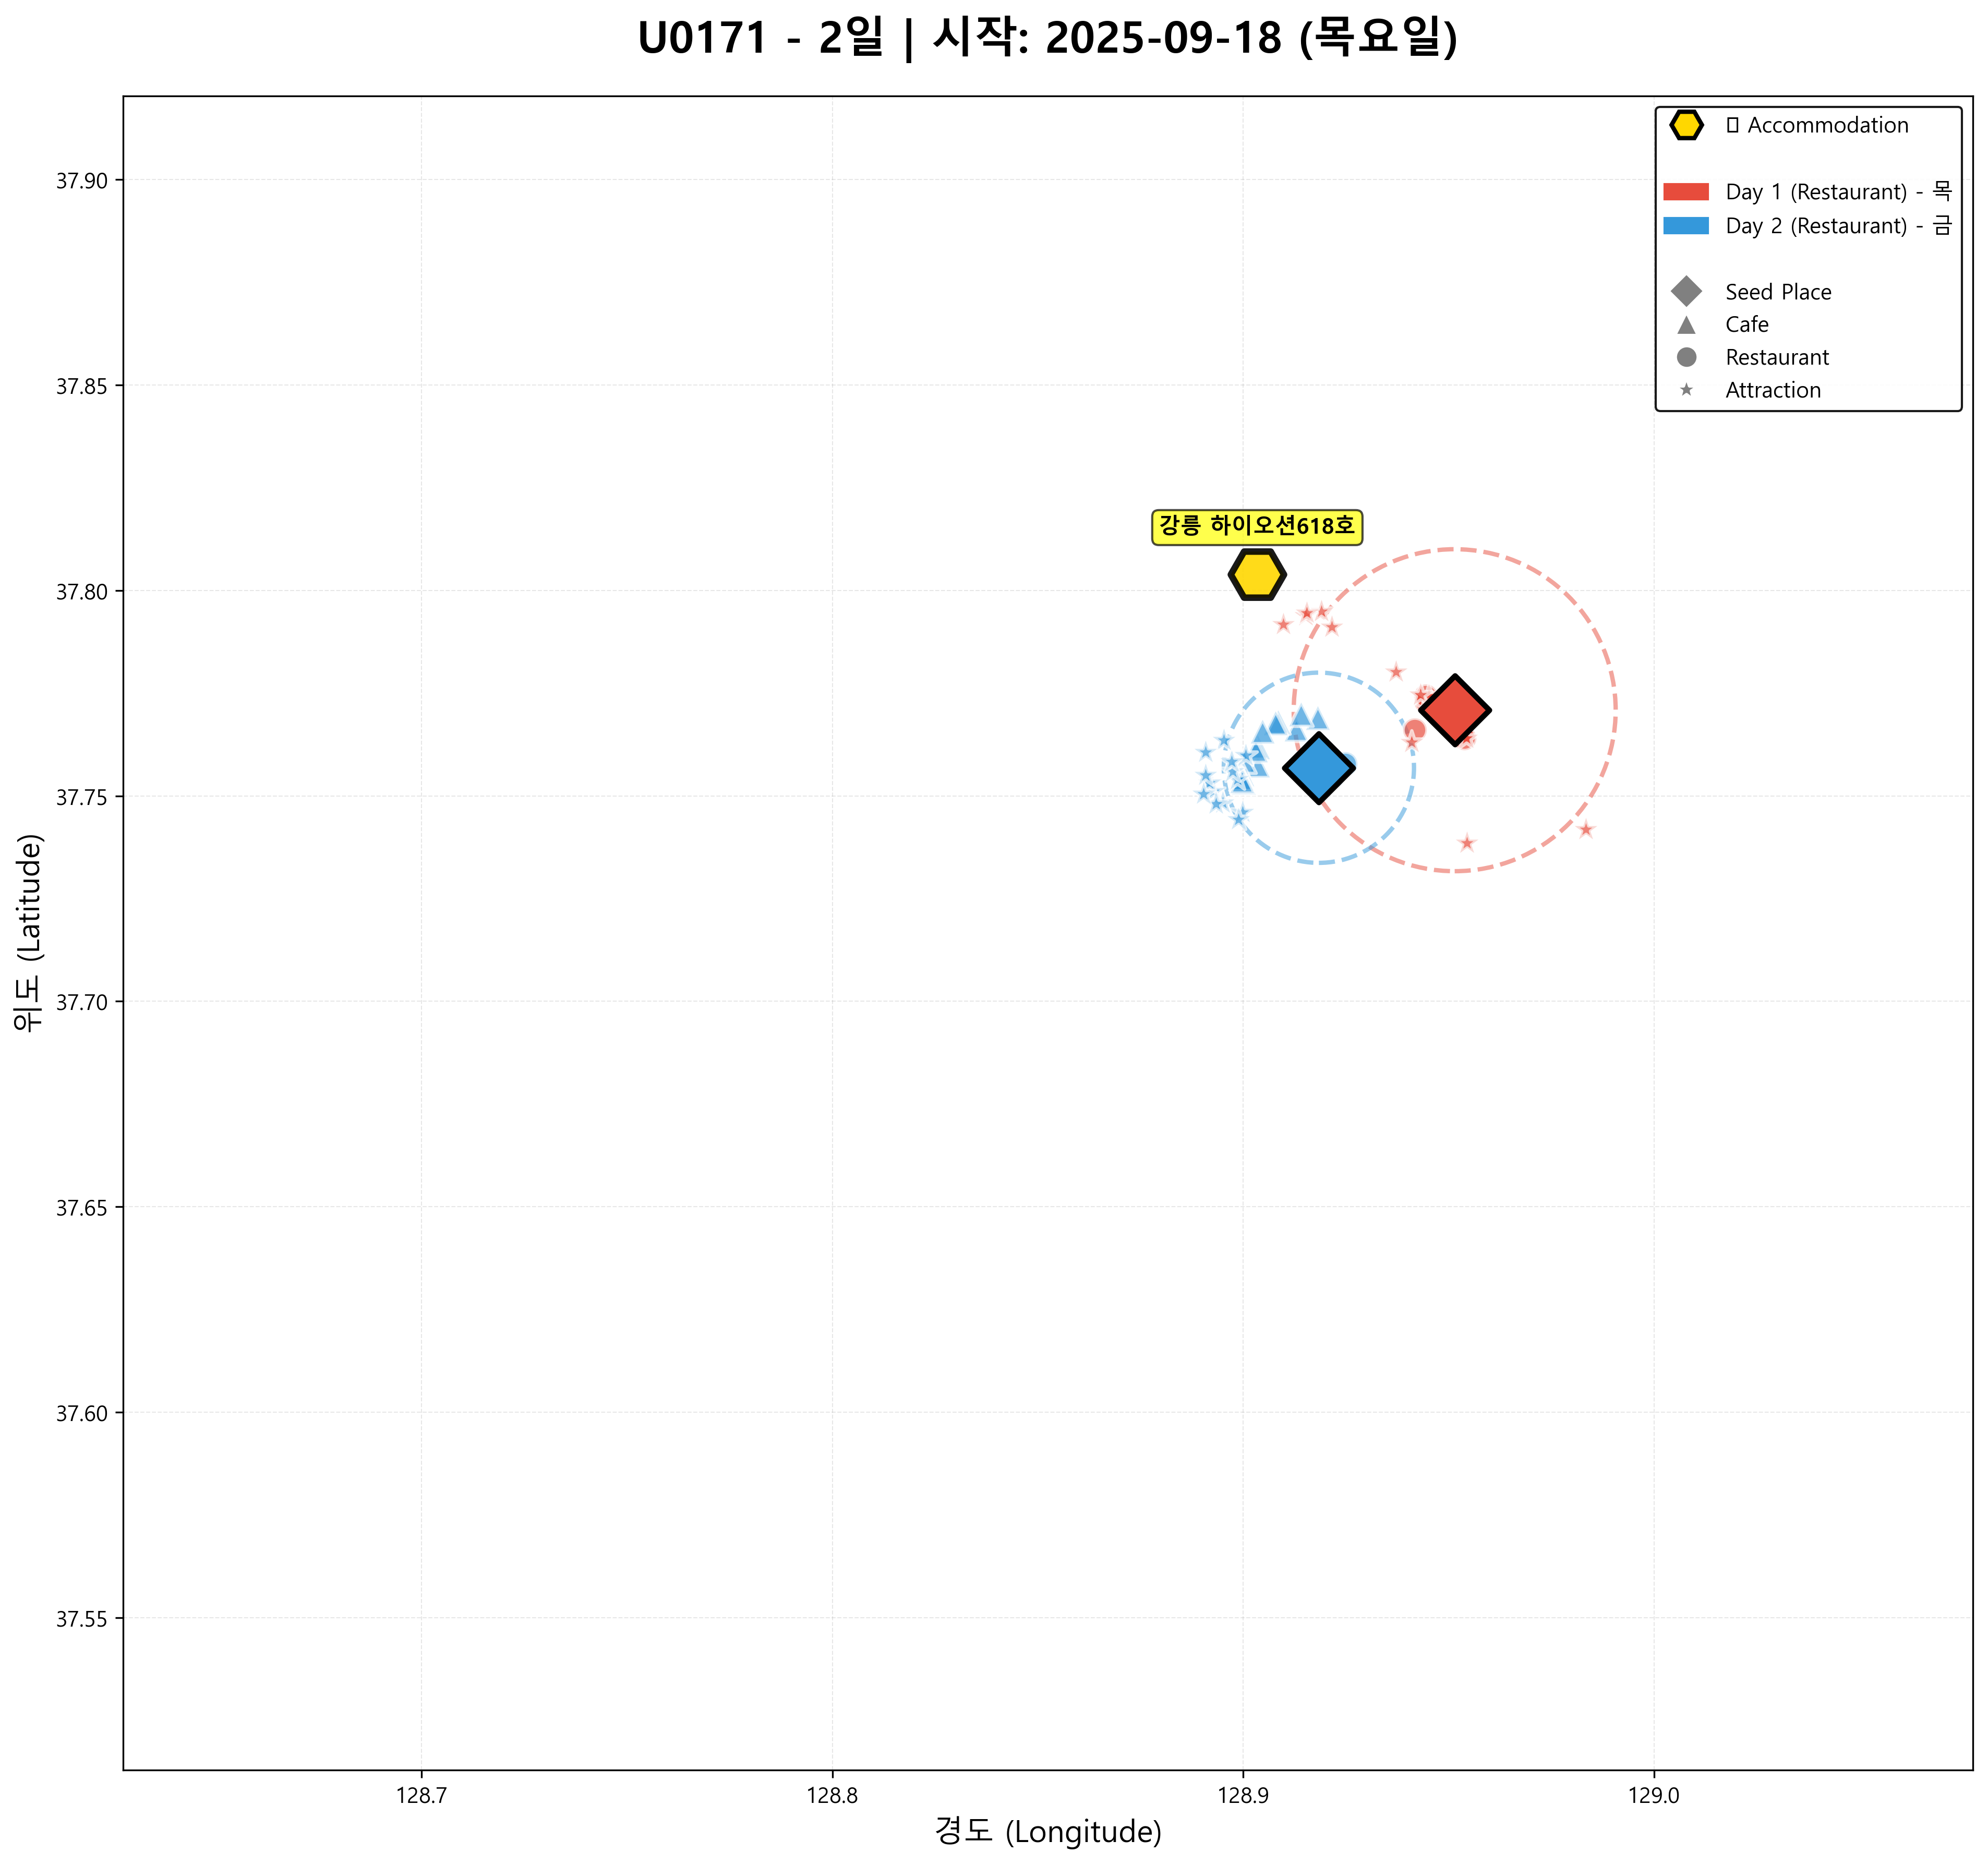 U0171 - 2일 | 시작: 2025-09-18 (목요일)
Accommodation
Day 1 (Restaurant) - 목
Day 2 (Restaurant) - 금
Seed Place
Cafe
Restaurant
Attraction
강릉 하이오션618호
37.90
37.85
37.80
37.75
37.70
37.65
37.60
37.55
위도 (Latitude)
128.7
128.8
128.9
129.0
경도 (Longitude)